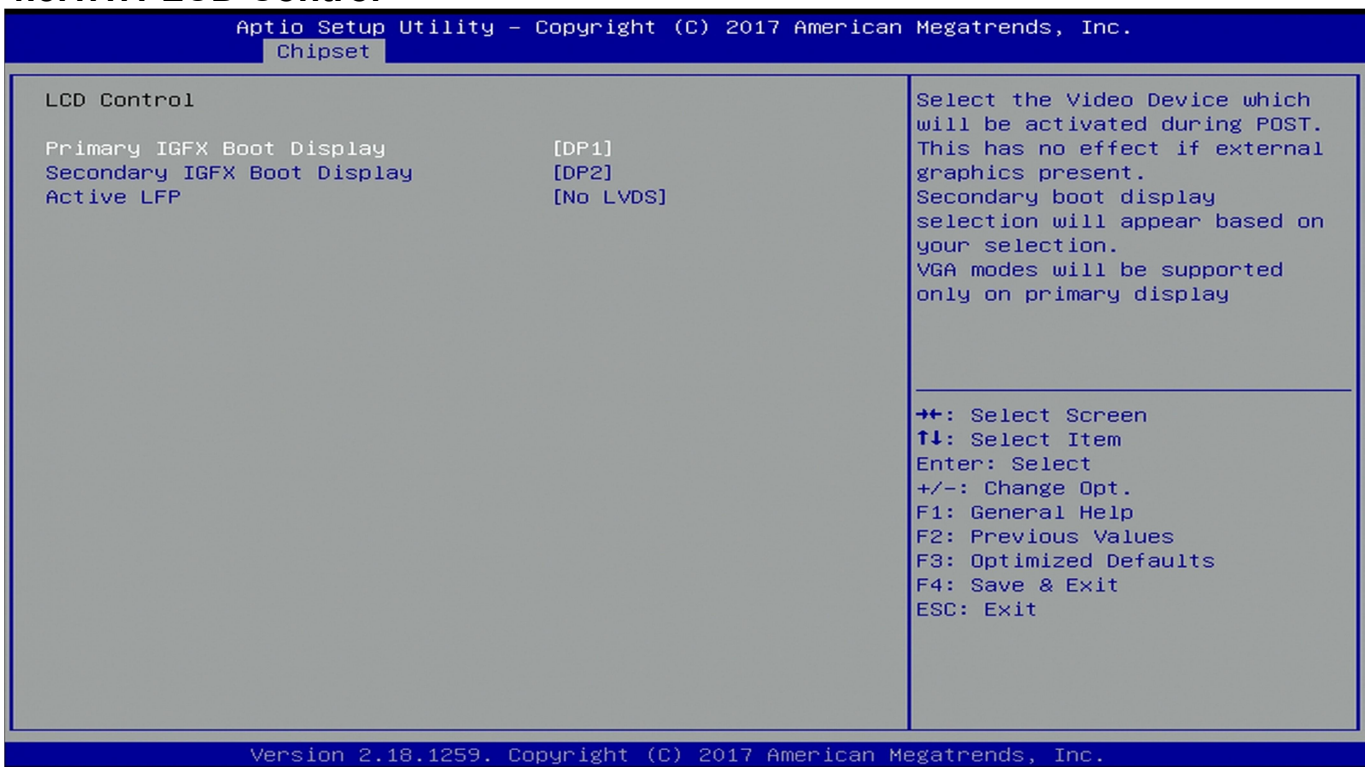 Aptio Setup Utility – Copyright (C) 2017 American Megatrends, Inc.
Chipset
LCD Control
Primary IGFX Boot Display [DP1]
Secondary IGFX Boot Display [DP2]
Active LFP [No LVDS]
Select the Video Device which
will be activated during POST.
This has no effect if external
graphics present.
Secondary boot display
selection will appear based on
your selection.
VGA modes will be supported
only on primary display
→←: Select Screen
↑↓: Select Item
Enter: Select
+/-: Change Opt.
F1: General Help
F2: Previous Values
F3: Optimized Defaults
F4: Save & Exit
ESC: Exit
Version 2.18.1259. Copyright (C) 2017 American Megatrends, Inc.